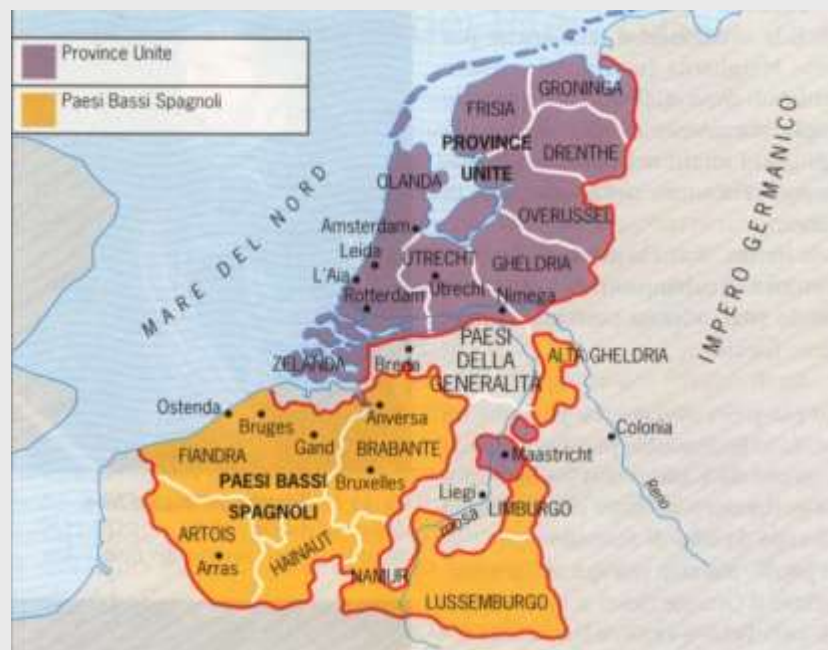 Province Unite
Paesi Bassi Spagnoli
MARE DEL NORD
IMPERO GERMANICO
GRONINGA
FRISIA
PROVINCE
UNITE
DRENTHE
OLANDA
OVERIJSSEL
Amsterdam
Leida
UTRECHT
GHELDRIA
L'Aia
Utrecht
Rotterdam
Nimega
PAESI
DELLA
GENERALITÀ
ZELANDA
Breda
ALTA GHELDRIA
Ostenda
Bruges
Anversa
Colonia
Gand
FIANDRA
BRABANTE
Maastricht
PAESI BASSI
SPAGNOLI
Bruxelles
Liegi
LIMBURGO
Reno
mosa
ARTOIS
Arras
HAINAUT
NAMUR
LUSSEMBURGO